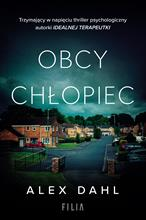 Trzymający w napięciu thriller psychologiczny
autorki IDEALNEJ TERAPEUTKI
OBCY
CHŁOPIEC
ALEX DAHL
FILIA